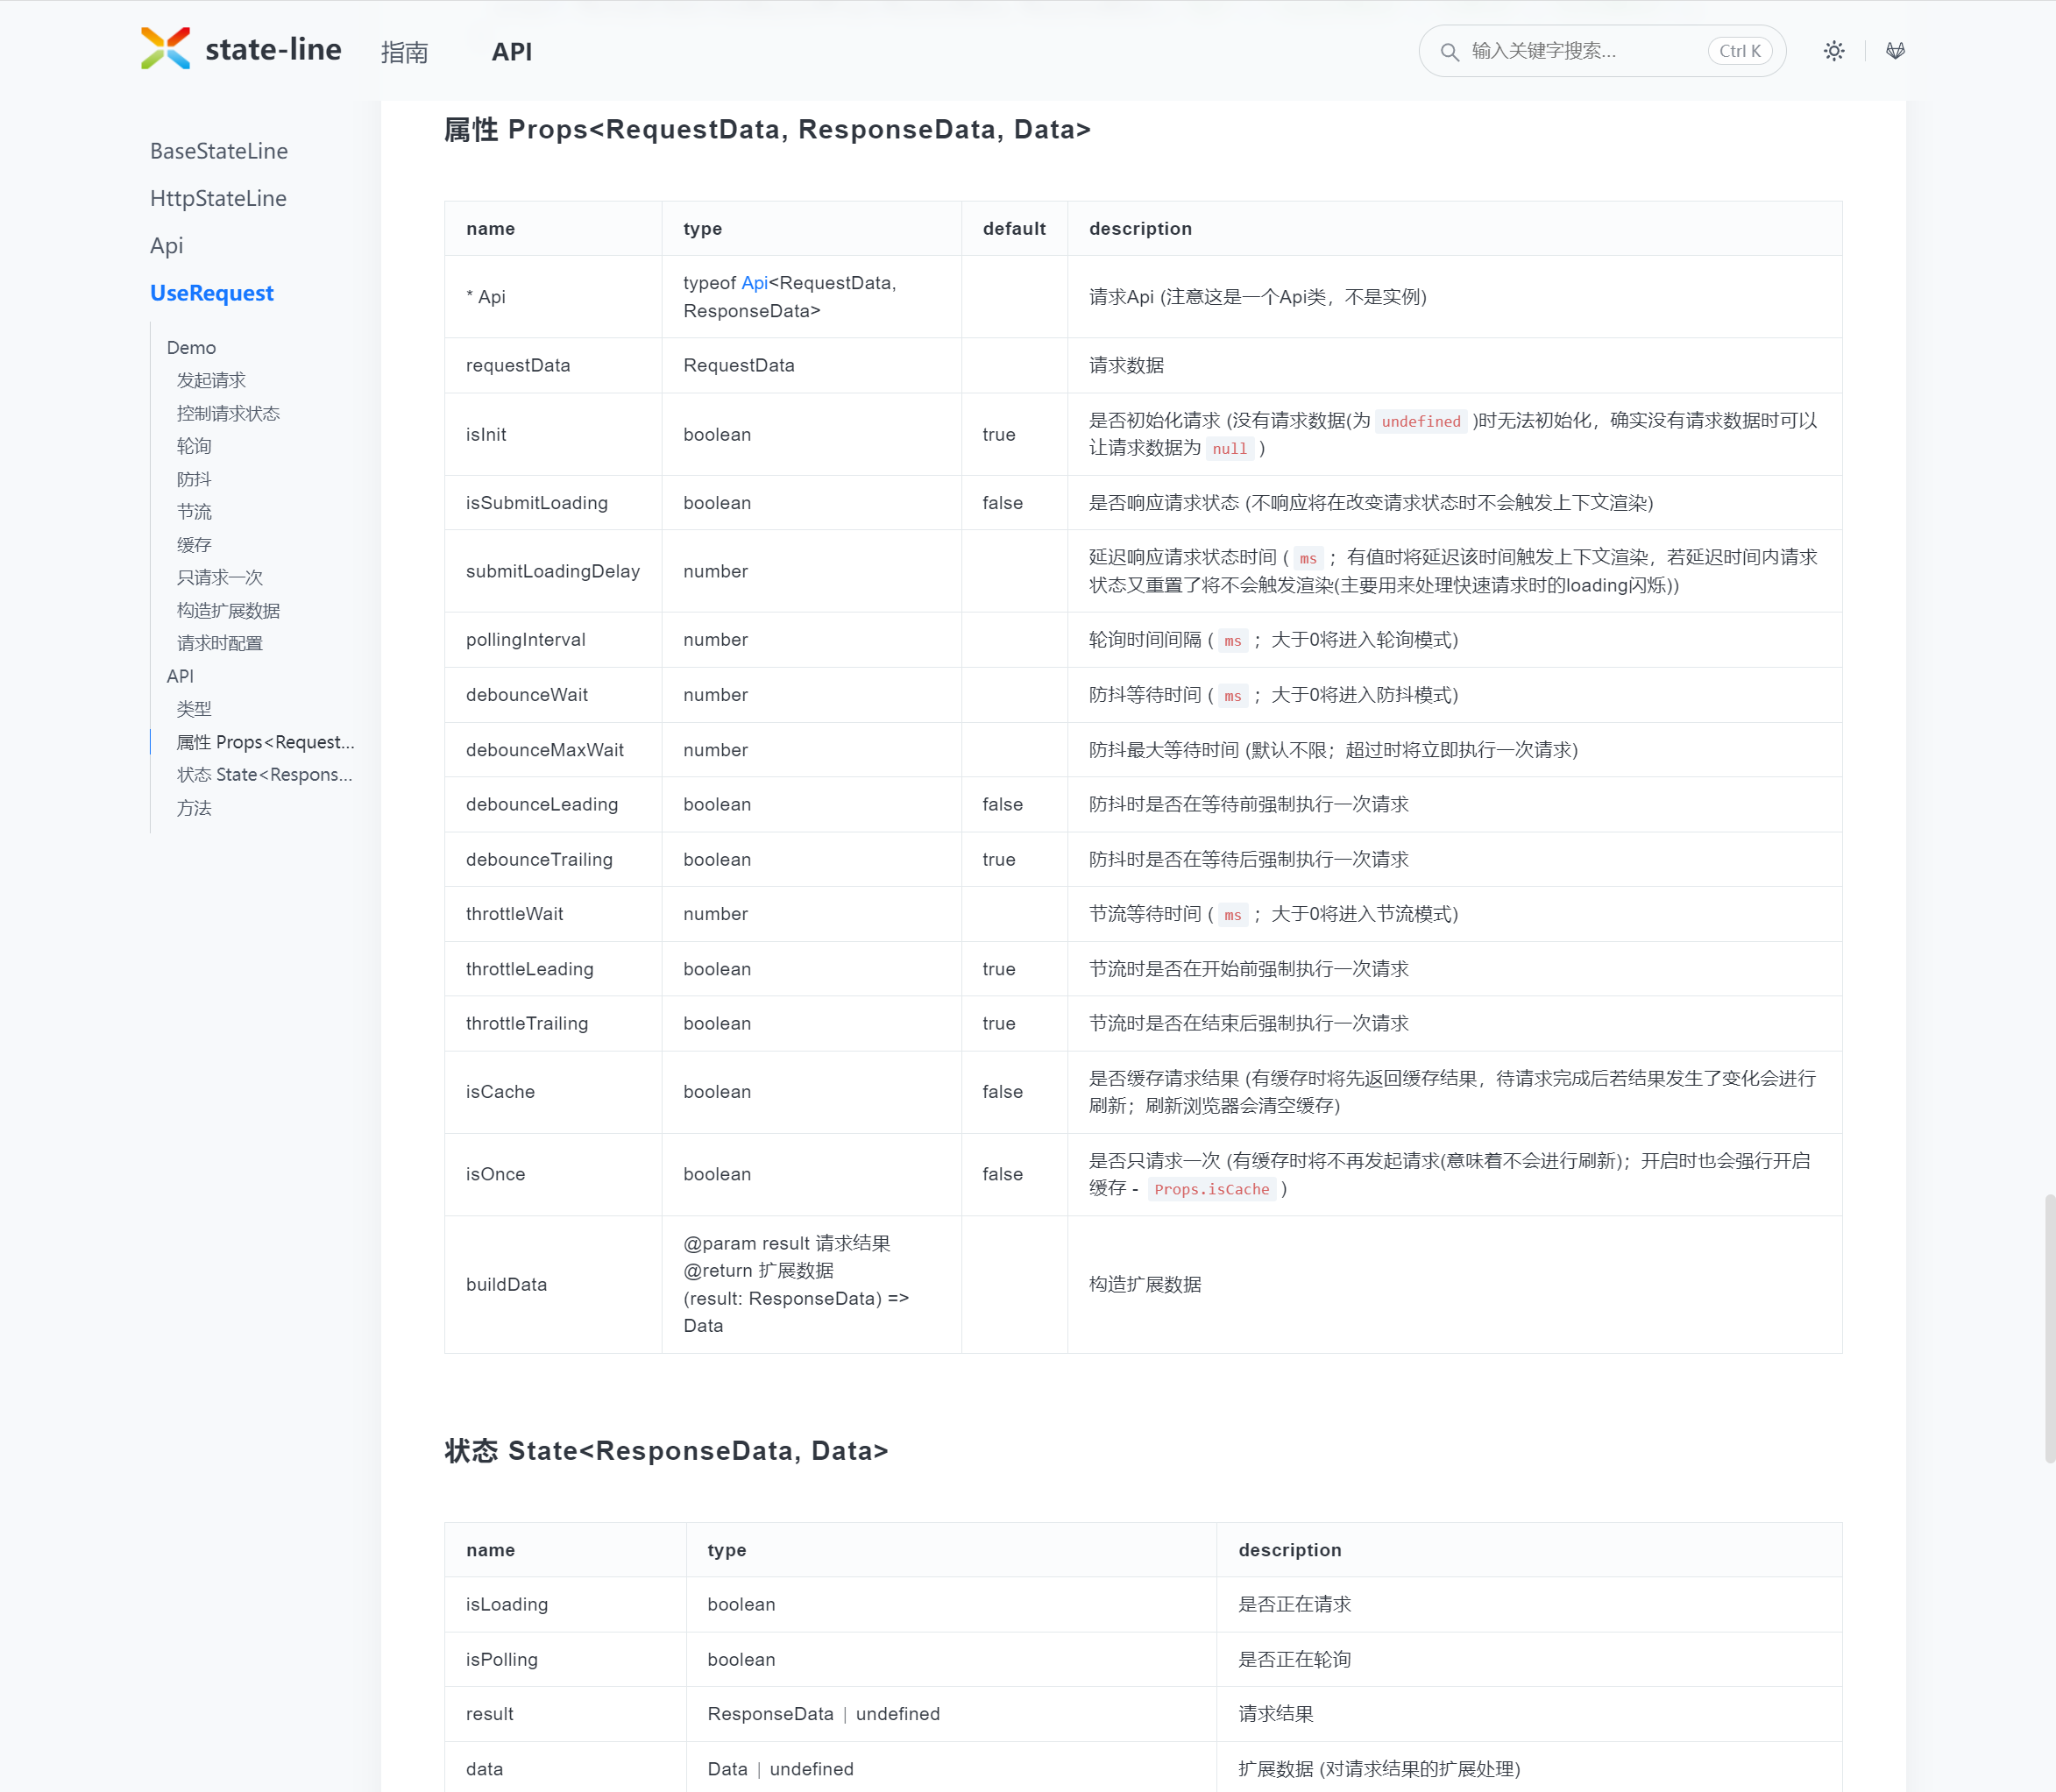 state-line
指南
API
输入关键字搜索...
Ctrl K
BaseStateLine
HttpStateLine
Api
UseRequest
Demo
发起请求
控制请求状态
轮询
防抖
节流
缓存
只请求一次
构造扩展数据
请求时配置
API
类型
属性 Props<Request...
状态 State<Respons...
方法
属性 Props<RequestData, ResponseData, Data>
name type default description
* Api typeof Api<RequestData, 请求Api (注意这是一个Api类，不是实例)
ResponseData>
requestData RequestData 请求数据
isInit boolean true 是否初始化请求 (没有请求数据(为 undefined )时无法初始化，确实没有请求数据时可以
让请求数据为 null )
isSubmitLoading boolean false 是否响应请求状态 (不响应将在改变请求状态时不会触发上下文渲染)
submitLoadingDelay number 延迟响应请求状态时间 ( ms ；有值时将延迟该时间触发上下文渲染，若延迟时间内请求
状态又重置了将不会触发渲染(主要用来处理快速请求时的loading闪烁))
pollingInterval number 轮询时间间隔 ( ms ；大于0将进入轮询模式)
debounceWait number 防抖等待时间 ( ms ；大于0将进入防抖模式)
debounceMaxWait number 防抖最大等待时间 (默认不限；超过时将立即执行一次请求)
debounceLeading boolean false 防抖时是否在等待前强制执行一次请求
debounceTrailing boolean true 防抖时是否在等待后强制执行一次请求
throttleWait number 节流等待时间 ( ms ；大于0将进入节流模式)
throttleLeading boolean true 节流时是否在开始前强制执行一次请求
throttleTrailing boolean true 节流时是否在结束后强制执行一次请求
isCache boolean false 是否缓存请求结果 (有缓存时将先返回缓存结果，待请求完成后若结果发生了变化会进行
刷新；刷新浏览器会清空缓存)
isOnce boolean false 是否只请求一次 (有缓存时将不再发起请求(意味着不会进行刷新)；开启时也会强行开启
缓存 - Props.isCache )
buildData @param result 请求结果 构造扩展数据
@return 扩展数据
(result: ResponseData) =>
Data
状态 State<ResponseData, Data>
name type description
isLoading boolean 是否正在请求
isPolling boolean 是否正在轮询
result ResponseData | undefined 请求结果
data Data | undefined 扩展数据 (对请求结果的扩展处理)